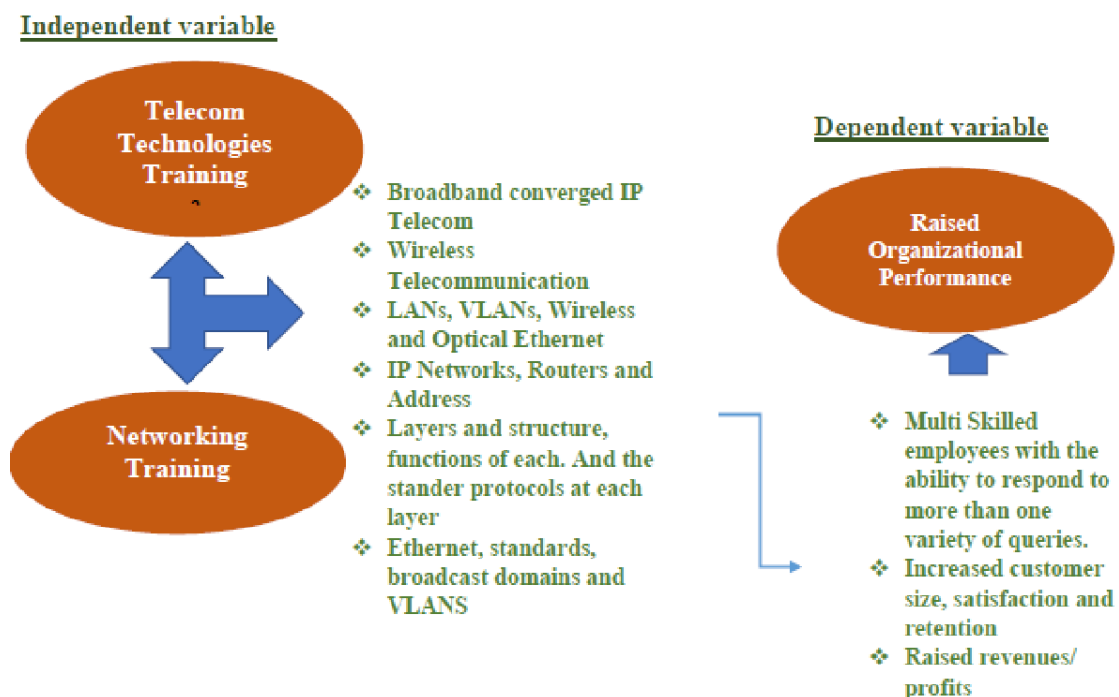 Independent variable
Telecom
Technologies
Training
Networking
Training
❖ Broadband converged IP
Telecom
❖ Wireless
Telecommunication
❖ LANs, VLANs, Wireless
and Optical Ethernet
❖ IP Networks, Routers and
Address
❖ Layers and structure,
functions of each. And the
stander protocols at each
layer
❖ Ethernet, standards,
broadcast domains and
VLANS
Dependent variable
Raised
Organizational
Performance
❖ Multi Skilled
employees with the
ability to respond to
more than one
variety of queries.
❖ Increased customer
size, satisfaction and
retention
❖ Raised revenues/
profits